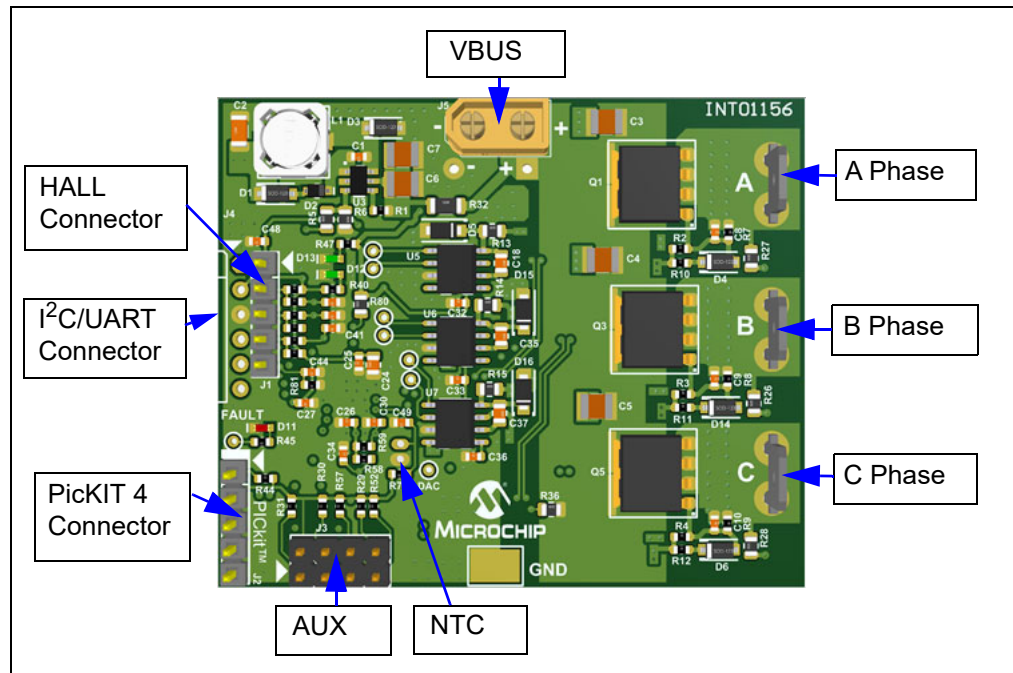 VBUS
HALL
Connector
I²C/UART
Connector
PicKIT 4
Connector
AUX
NTC
A Phase
B Phase
C Phase
INT01156
C2
L1
D3
J5
-
+
C3
C1
C7
C6
-
+
D1
D2
U3
R6
R1
R32
Q1
A
J4
C48
R47
D13
D12
U5
D5
R13
C18
D15
R14
C4
R2
R10
C8
R7
R27
D4
R40
R80
U6
C32
C35
Q3
B
C41
C25
C24
D16
R15
C33
J1
C44
R81
C27
U7
C37
C5
R3
R11
C9
R8
R26
D14
FAULT
D11
R45
C26
C30
C49
R59
C34
R58
C36
DAC
Q5
C
R44
R31
R30
R57
R29
R52
R36
MICROCHIP
R4
R12
C10
R9
R28
D6
PICkit™
J2
J3
GND